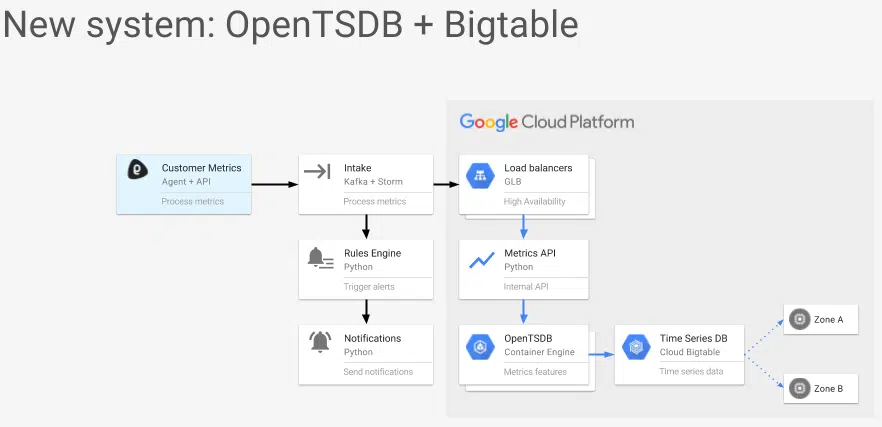 New system: OpenTSDB + Bigtable
Google Cloud Platform
Customer Metrics
Agent + API
Process metrics
Intake
Kafka + Storm
Process metrics
Load balancers
GLB
High Availability
Rules Engine
Python
Trigger alerts
Metrics API
Python
Internal API
Notifications
Python
Send notifications
OpenTSDB
Container Engine
Metrics features
Time Series DB
Cloud Bigtable
Time series data
Zone A
Zone B